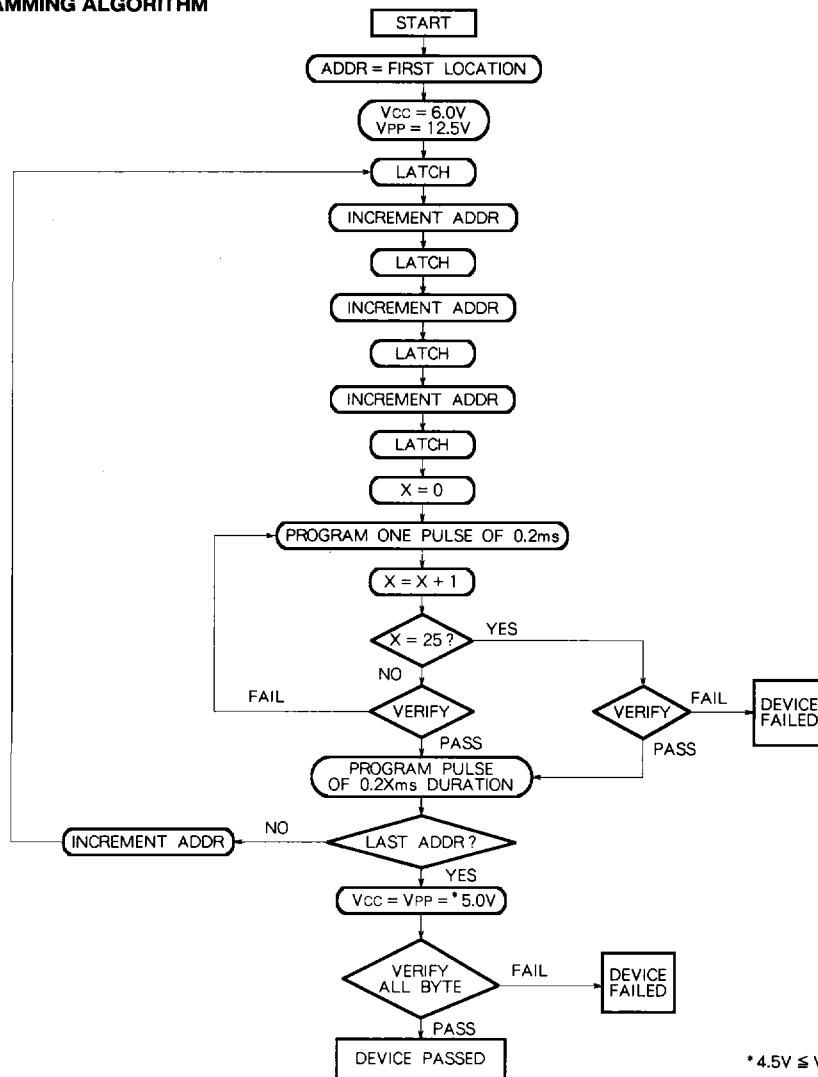 ALGORITHM
START
ADDR = FIRST LOCATION
VCC = 6.0V
VPP = 12.5V
LATCH
INCREMENT ADDR
LATCH
INCREMENT ADDR
LATCH
INCREMENT ADDR
LATCH
X = 0
PROGRAM ONE PULSE OF 0.2ms
X = X + 1
X = 25 ?
YES
NO
FAIL
VERIFY
PASS
VERIFY
FAIL
DEVICE
FAILED
PASS
PROGRAM PULSE
OF 0.2Xms DURATION
LAST ADDR ?
NO
INCREMENT ADDR
YES
VCC = VPP = *5.0V
VERIFY
ALL BYTE
FAIL
DEVICE
FAILED
PASS
DEVICE PASSED
*4.5V ≦ V